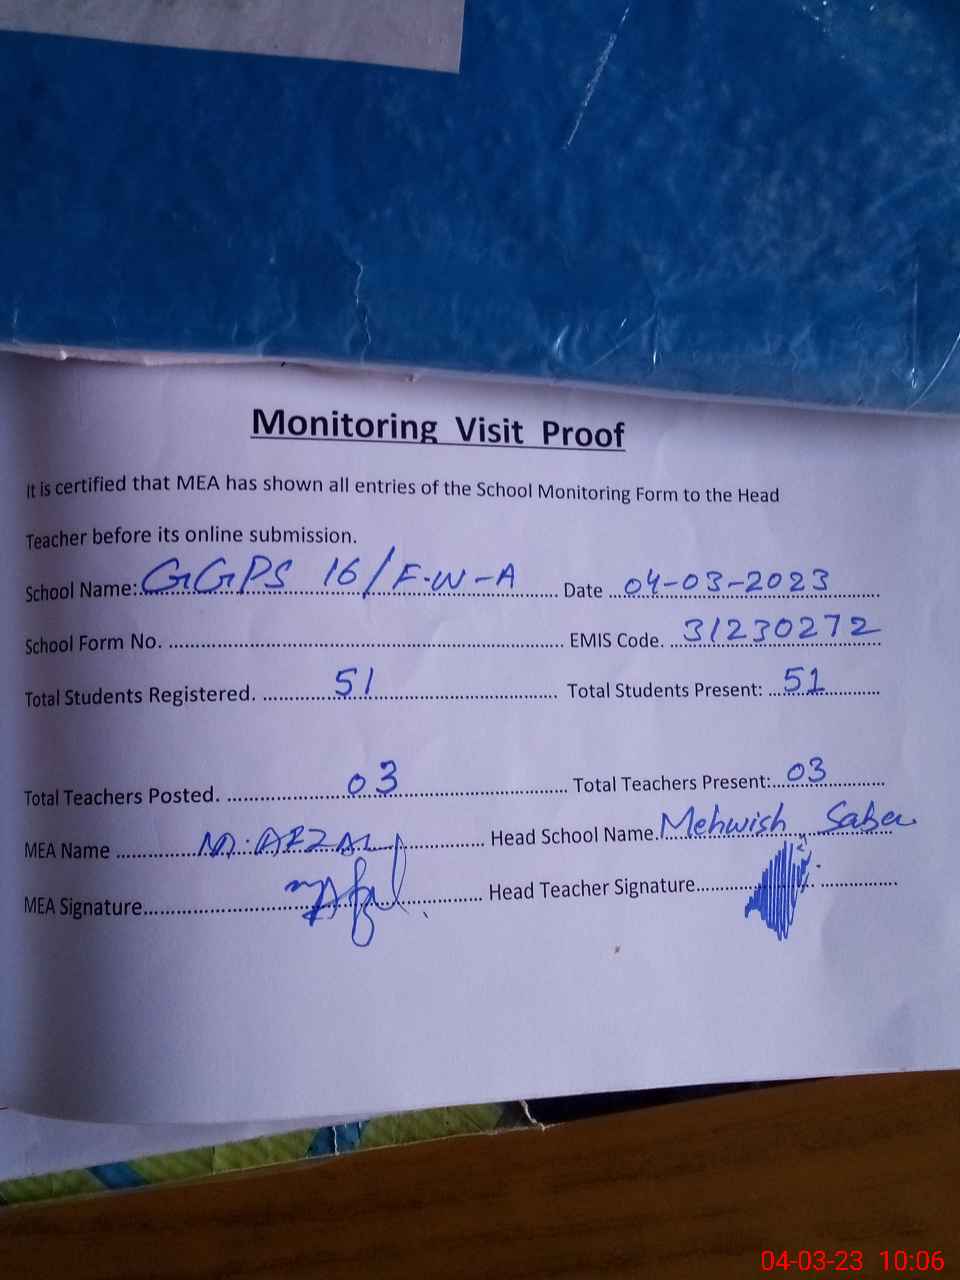 Monitoring Visit Proof
It is certified that MEA has shown all entries of the School Monitoring Form to the Head
Teacher before its online submission.
School Name: GGPS 16/F-W-A Date 04-03-2023
School Form No. EMIS Code. 31230272
Total Students Registered. 51 Total Students Present: 51
Total Teachers Posted. 03 Total Teachers Present: 03
MEA Name M. AFZAL Head School Name. Mehwish
MEA Signature Head Teacher Signature
04-03-23 10:06